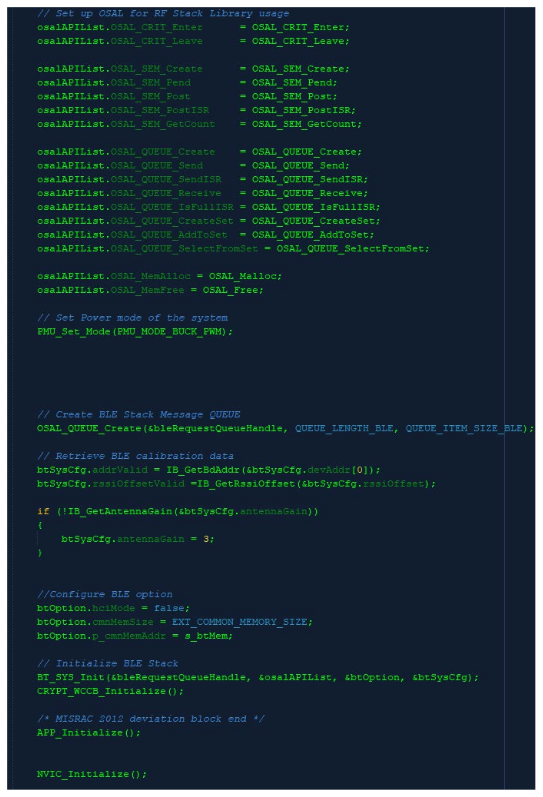 // Set up OSAL for RF Stack Library usage
osalAPIList.OSAL_CRIT_Enter      = OSAL_CRIT_Enter;
osalAPIList.OSAL_CRIT_Leave      = OSAL_CRIT_Leave;
osalAPIList.OSAL_SEM_Create      = OSAL_SEM_Create;
osalAPIList.OSAL_SEM_Pend        = OSAL_SEM_Pend;
osalAPIList.OSAL_SEM_Post        = OSAL_SEM_Post;
osalAPIList.OSAL_SEM_PostISR     = OSAL_SEM_PostISR;
osalAPIList.OSAL_SEM_GetCount    = OSAL_SEM_GetCount;
osalAPIList.OSAL_QUEUE_Create    = OSAL_QUEUE_Create;
osalAPIList.OSAL_QUEUE_Send      = OSAL_QUEUE_Send;
osalAPIList.OSAL_QUEUE_SendISR   = OSAL_QUEUE_SendISR;
osalAPIList.OSAL_QUEUE_Receive   = OSAL_QUEUE_Receive;
osalAPIList.OSAL_QUEUE_IsFullISR = OSAL_QUEUE_IsFullISR;
osalAPIList.OSAL_QUEUE_CreateSet = OSAL_QUEUE_CreateSet;
osalAPIList.OSAL_QUEUE_AddToSet  = OSAL_QUEUE_AddToSet;
osalAPIList.OSAL_QUEUE_SelectFromSet = OSAL_QUEUE_SelectFromSet;
osalAPIList.OSAL_MemAlloc = OSAL_Malloc;
osalAPIList.OSAL_MemFree = OSAL_Free;
// Set Power mode of the system
PMU_Set_Mode(PMU_MODE_BUCK_PWM);
// Create BLE Stack Message QUEUE
OSAL_QUEUE_Create(&bleRequestQueueHandle, QUEUE_LENGTH_BLE, QUEUE_ITEM_SIZE_BLE);
// Retrieve BLE calibration data
btSysCfg.addrValid = IB_GetBdAddr(&btSysCfg.devAddr[0]);
btSysCfg.rssiOffsetValid =IB_GetRssiOffset(&btSysCfg.rssiOffset);
if (!IB_GetAntennaGain(&btSysCfg.antennaGain))
{
    btSysCfg.antennaGain = 3;
}
//Configure BLE option
btOption.hciMode = false;
btOption.cmnMemSize = EXT_COMMON_MEMORY_SIZE;
btOption.p_cmnMemAddr = s_btMem;
// Initialize BLE Stack
BT_SYS_Init(&bleRequestQueueHandle, &osalAPIList, &btOption, &btSysCfg);
CRYPT_WCCB_Initialize();
/* MISRAC 2012 deviation block end */
APP_Initialize();
NVIC_Initialize();